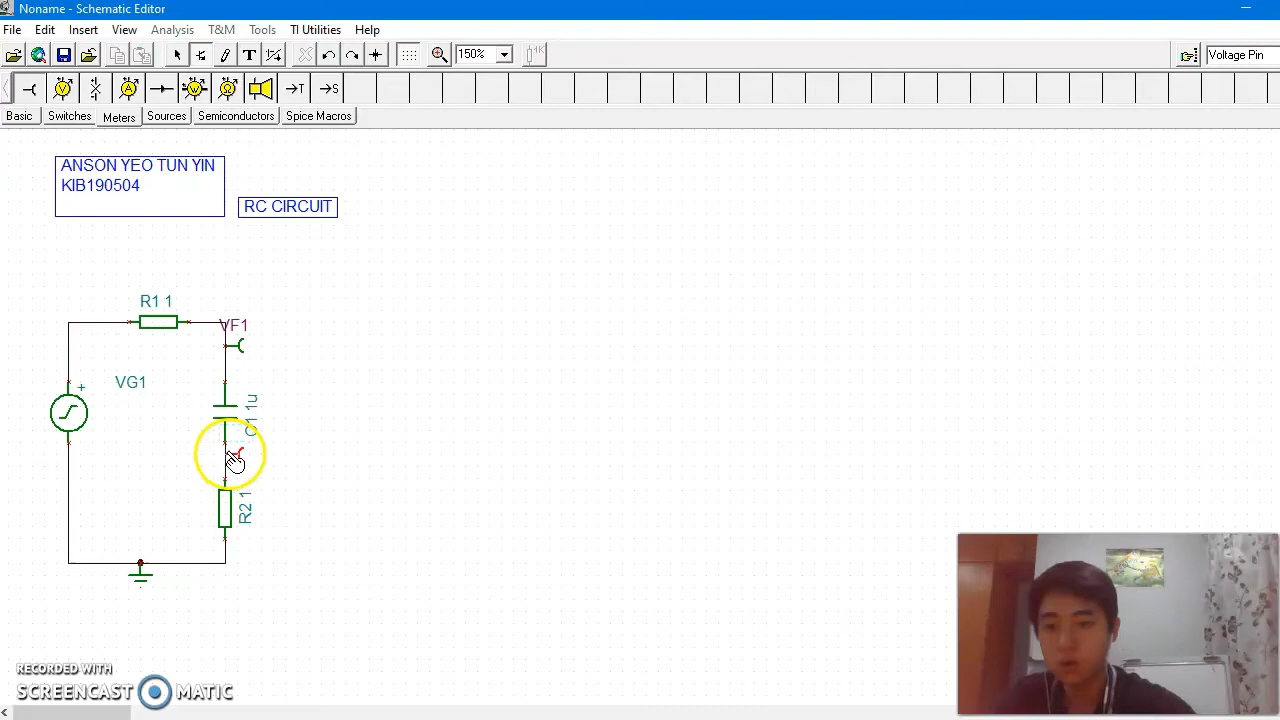 Noname - Schematic Editor
File Edit Insert View Analysis T&M Tools TI Utilities Help
150% Voltage Pin
Basic Switches Meters Sources Semiconductors Spice Macros
ANSON YEO TUN YIN
KIB190504
RC CIRCUIT
R1 1
VF1
VG1
C1 1u
R2 1
RECORDED WITH
SCREENCAST MATIC